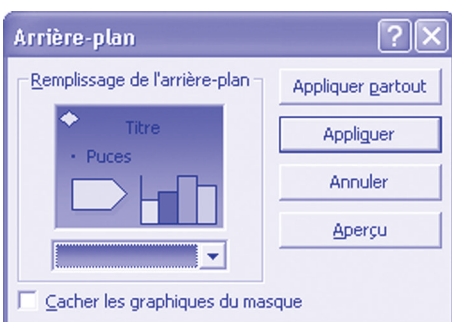 Arrière-plan
Remplissage de l'arrière-plan
Titre
• Puces
Appliquer partout
Appliquer
Annuler
Aperçu
Cacher les graphiques du masque